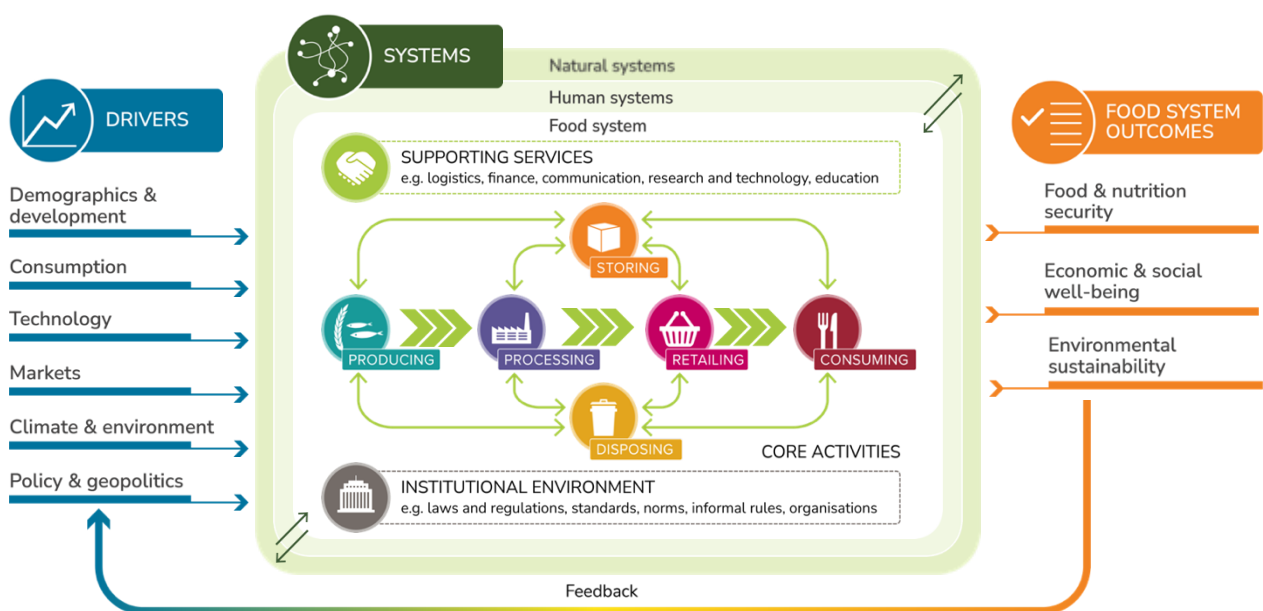 SYSTEMS
Natural systems
Human systems
Food system
DRIVERS
Demographics &
development
Consumption
Technology
Markets
Climate & environment
Policy & geopolitics
SUPPORTING SERVICES
e.g. logistics, finance, communication, research and technology, education
STORING
PRODUCING
PROCESSING
RETAILING
CONSUMING
DISPOSING
CORE ACTIVITIES
INSTITUTIONAL ENVIRONMENT
e.g. laws and regulations, standards, norms, informal rules, organisations
FOOD SYSTEM
OUTCOMES
Food & nutrition
security
Economic & social
well-being
Environmental
sustainability
Feedback